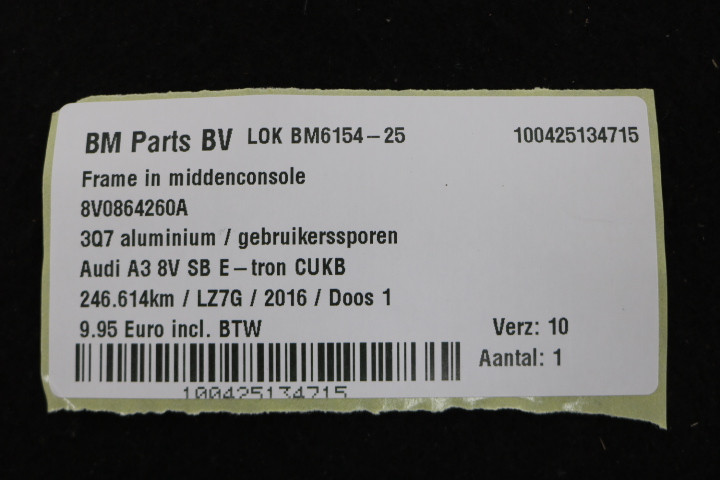 BM Parts BV LOK BM6154-25 100425134715
Frame in middenconsole
8V0864260A
3Q7 aluminium / gebruikerssporen
Audi A3 8V SB E-tron CUKB
246.614km / LZ7G / 2016 / Doos 1
9.95 Euro incl. BTW Verz: 10
Aantal: 1
100425134715